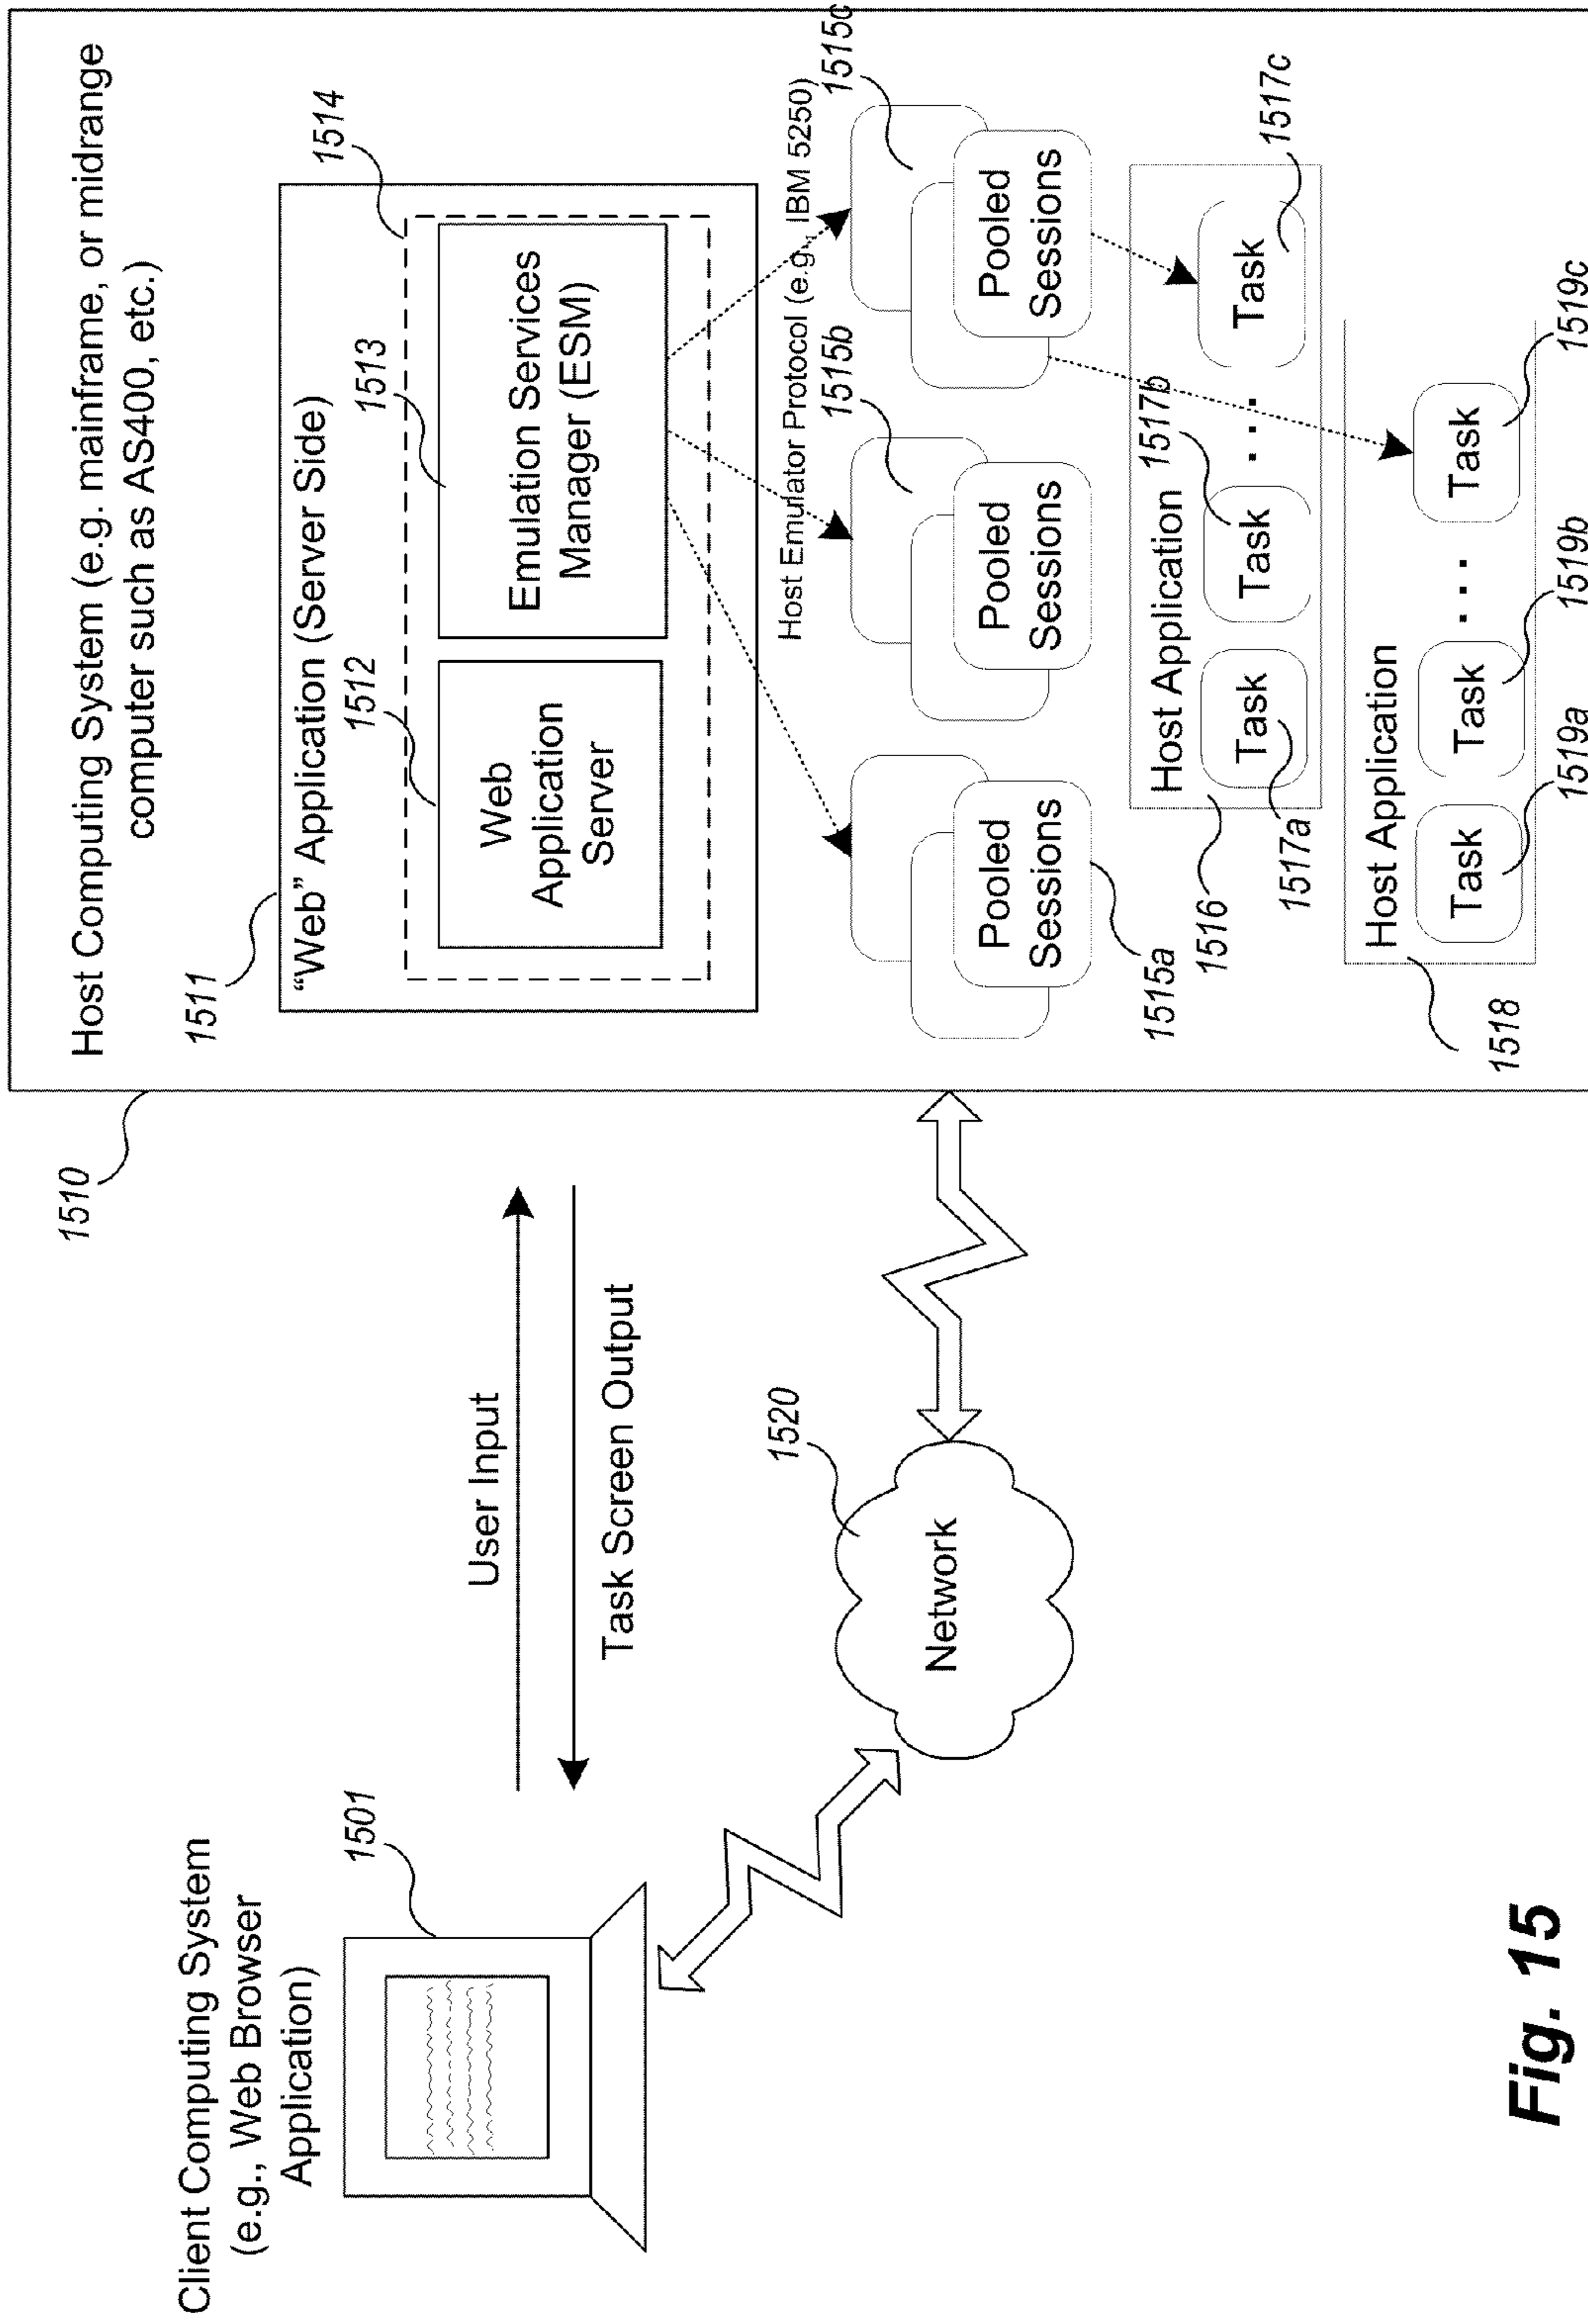 Client Computing System
(e.g., Web Browser
Application)
1501
User Input
Task Screen Output
1520
Network
1510
Host Computing System (e.g. mainframe, or midrange
computer such as AS400, etc.)
1511
“Web” Application (Server Side)
1512
1513
1514
Web
Application
Server
Emulation Services
Manager (ESM)
Host Emulator Protocol (e.g., IBM 5250)
1515b
1515c
Pooled
Sessions
Pooled
Sessions
Pooled
Sessions
1515a
1516
Host Application
1517b
Task
Task
...
Task
1517a
1517c
1518
Host Application
Task
Task
...
Task
1519a
1519b
1519c
Fig. 15